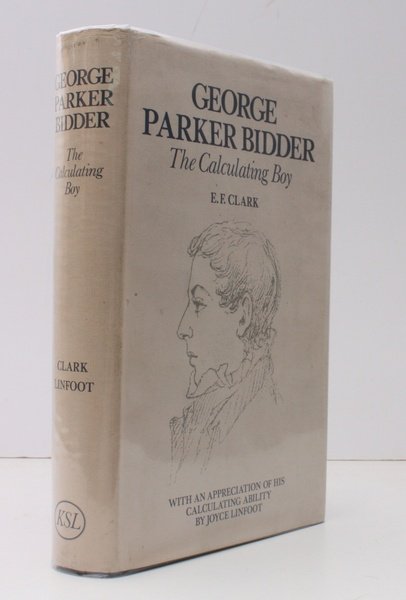 GEORGE
PARKER
BIDDER
The
Calculating
Boy
CLARK
LINFOOT
KSL
GEORGE
PARKER BIDDER
The Calculating Boy
E.F. CLARK
WITH AN APPRECIATION OF HIS
CALCULATING ABILITY
BY JOYCE LINFOOT